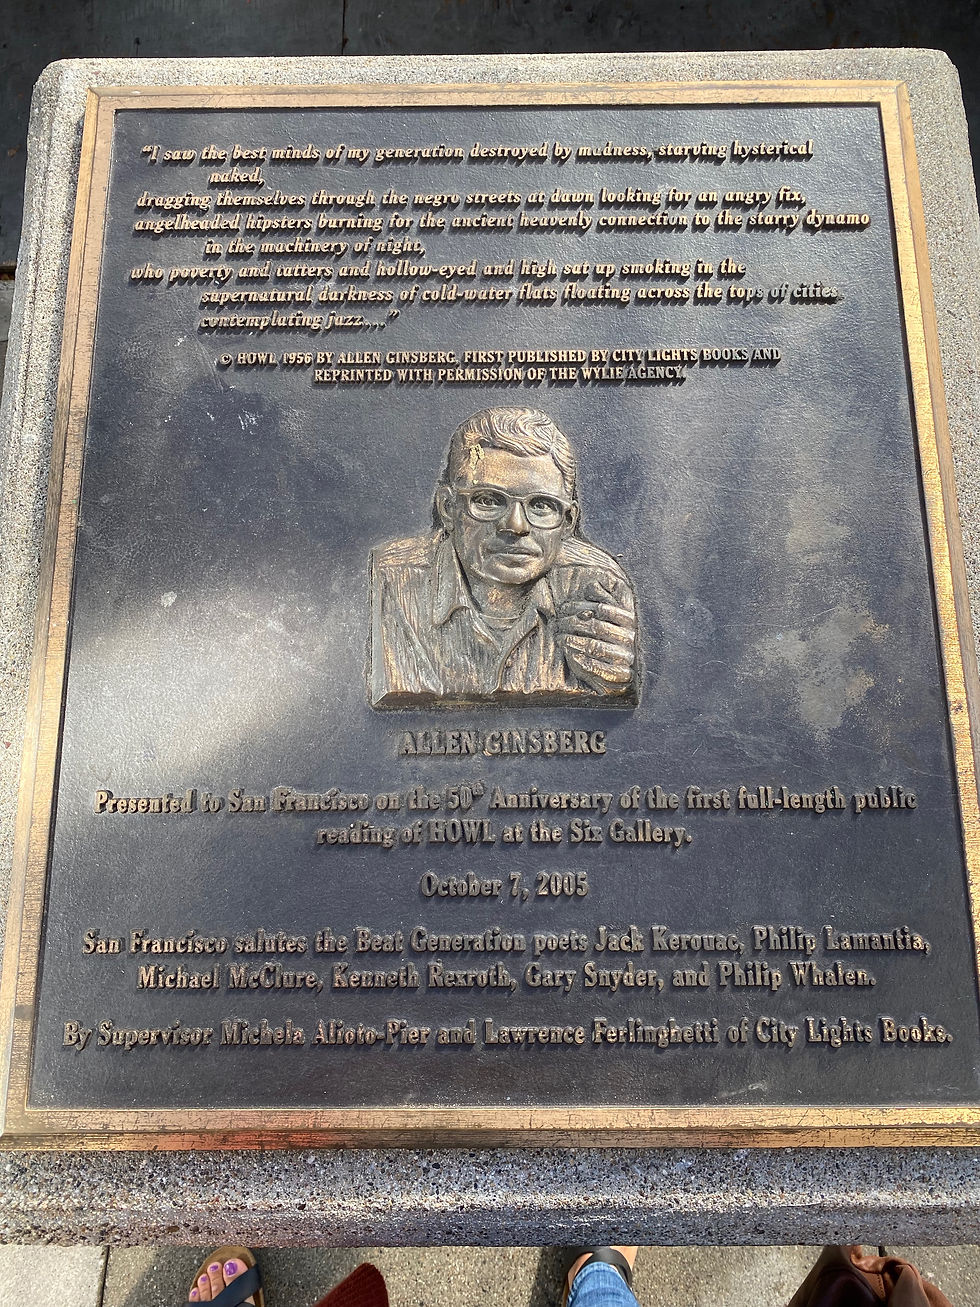 “I saw the best minds of my generation destroyed by madness, starving hysterical
naked,
dragging themselves through the negro streets at dawn looking for an angry fix,
angelheaded hipsters burning for the ancient heavenly connection to the starry dynamo
in the machinery of night,
who poverty and tatters and hollow-eyed and high sat up smoking in the
supernatural darkness of cold-water flats floating across the tops of cities
contemplating jazz....”
© HOWL 1956 BY ALLEN GINSBERG, FIRST PUBLISHED BY CITY LIGHTS BOOKS AND
REPRINTED WITH PERMISSION OF THE WYLIE AGENCY.
ALLEN GINSBERG
Presented to San Francisco on the 50th Anniversary of the first full-length public
reading of HOWL at the Six Gallery.
October 7, 2005
San Francisco salutes the Beat Generation poets Jack Kerouac, Philip Lamantia,
Michael McClure, Kenneth Rexroth, Gary Snyder, and Philip Whalen.
By Supervisor Michela Alioto-Pier and Lawrence Ferlinghetti of City Lights Books.